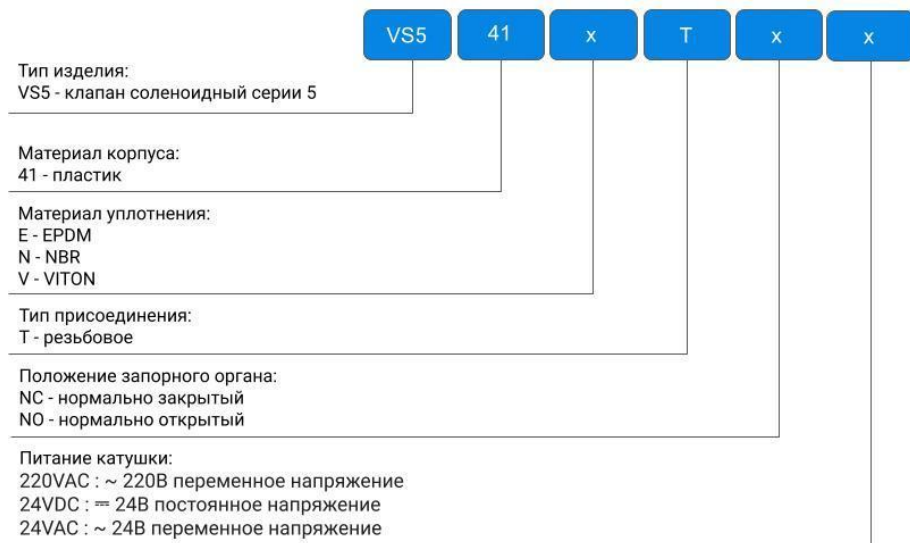 VS5 41 x T x x
Тип изделия:
VS5 - клапан соленоидный серии 5
Материал корпуса:
41 - пластик
Материал уплотнения:
E - EPDM
N - NBR
V - VITON
Тип присоединения:
T - резьбовое
Положение запорного органа:
NC - нормально закрытый
NO - нормально открытый
Питание катушки:
220VAC : ~ 220В переменное напряжение
24VDC : ⎓ 24В постоянное напряжение
24VAC : ~ 24В переменное напряжение